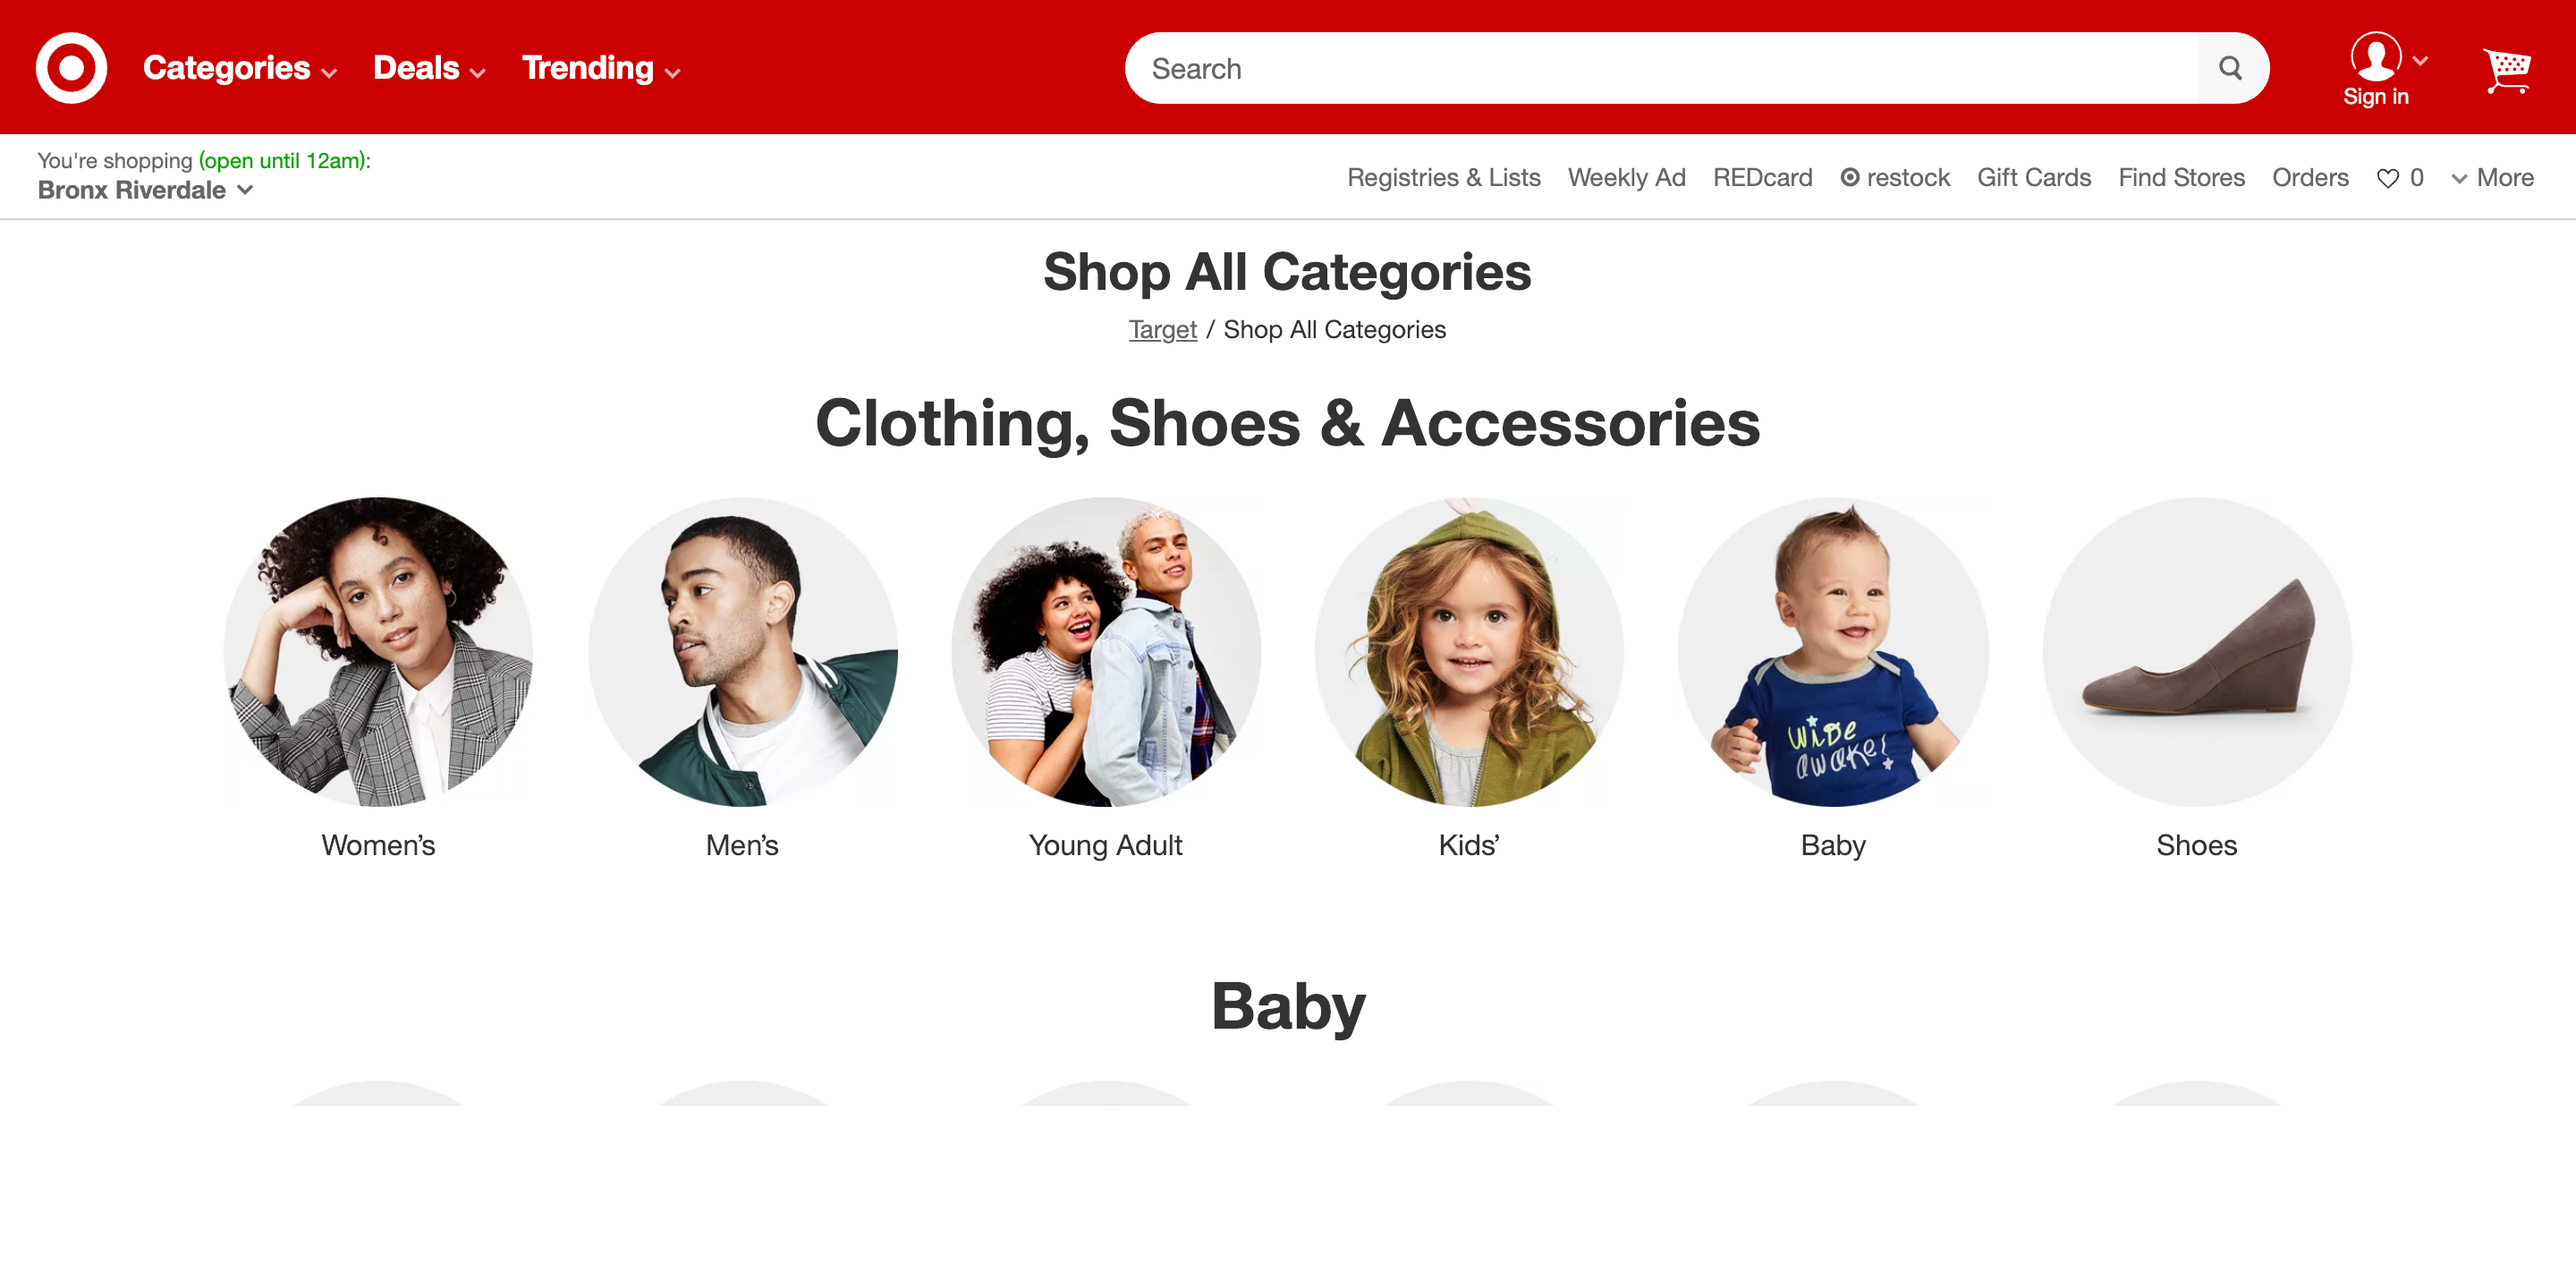 Categories Deals Trending Search Sign in
You're shopping (open until 12am):
Bronx Riverdale
Registries & Lists Weekly Ad REDcard restock Gift Cards Find Stores Orders 0 More
Shop All Categories
Target / Shop All Categories
Clothing, Shoes & Accessories
WiDe
awake!
Women’s Men’s Young Adult Kids’ Baby Shoes
Baby